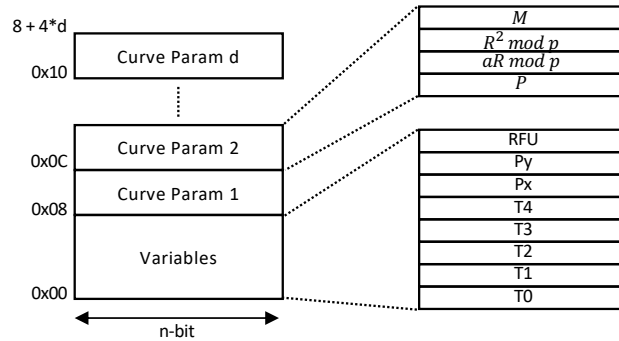 8 + 4*d
Curve Param d
0x10
Curve Param 2
0x0C
Curve Param 1
0x08
Variables
0x00
n-bit
M
R² mod p
aR mod p
P
RFU
Py
Px
T4
T3
T2
T1
T0